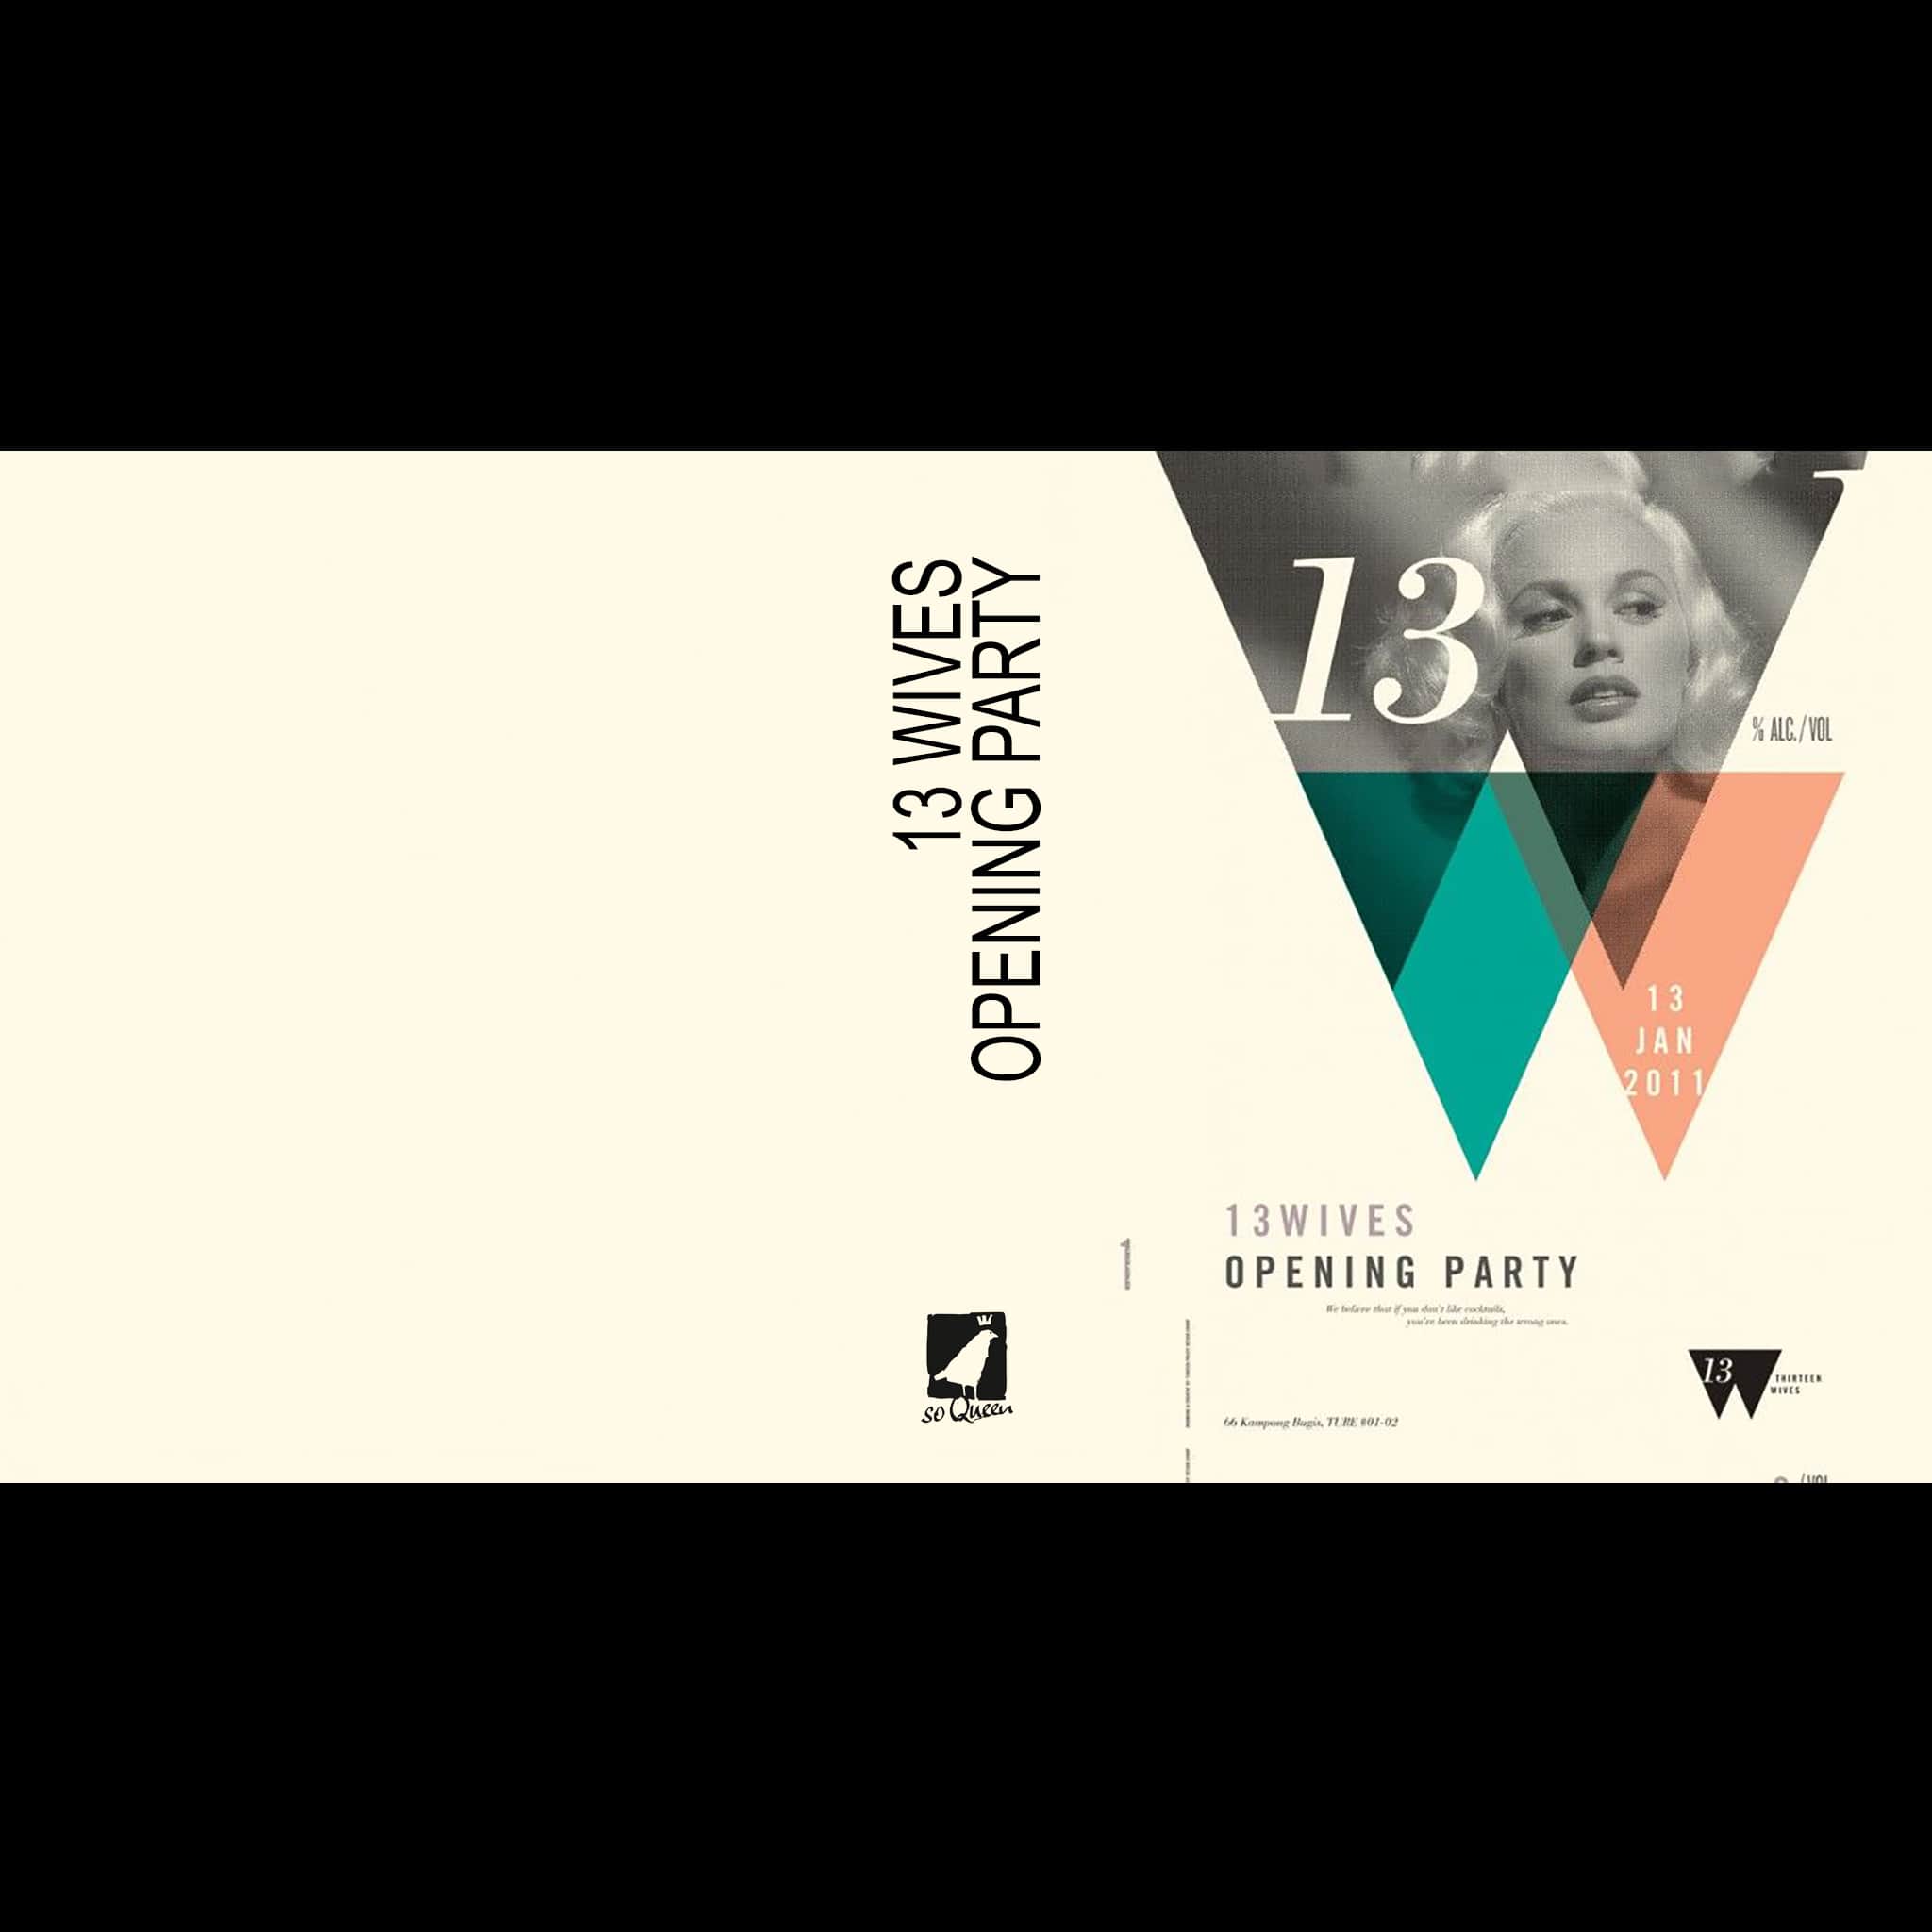 13 WIVES
OPENING PARTY
so Queen
1
13
% ALC./VOL
13
JAN
2011
13WIVES
OPENING PARTY
We believe that if you don't like cocktails,
you've been drinking the wrong ones.
66 Kampong Bugis, TUBE #01-02
13
THIRTEEN
WIVES
/VOL